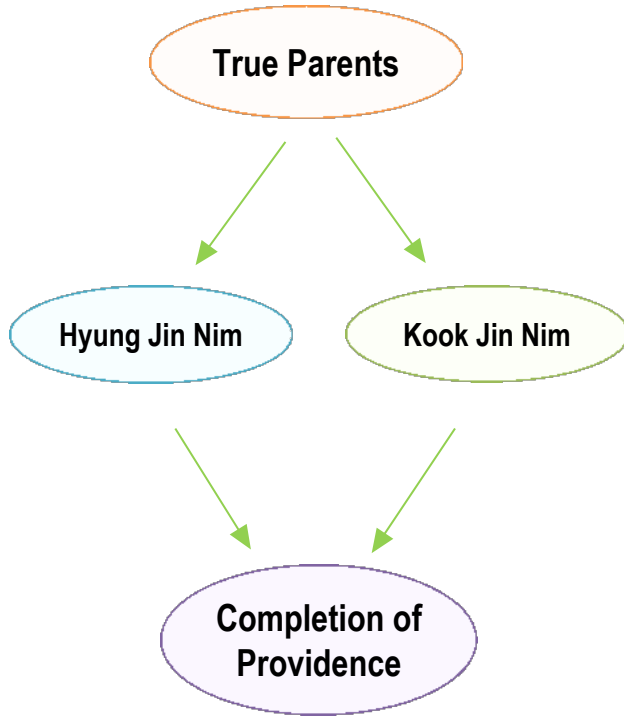 True Parents
Hyung Jin Nim
Kook Jin Nim
Completion of
Providence